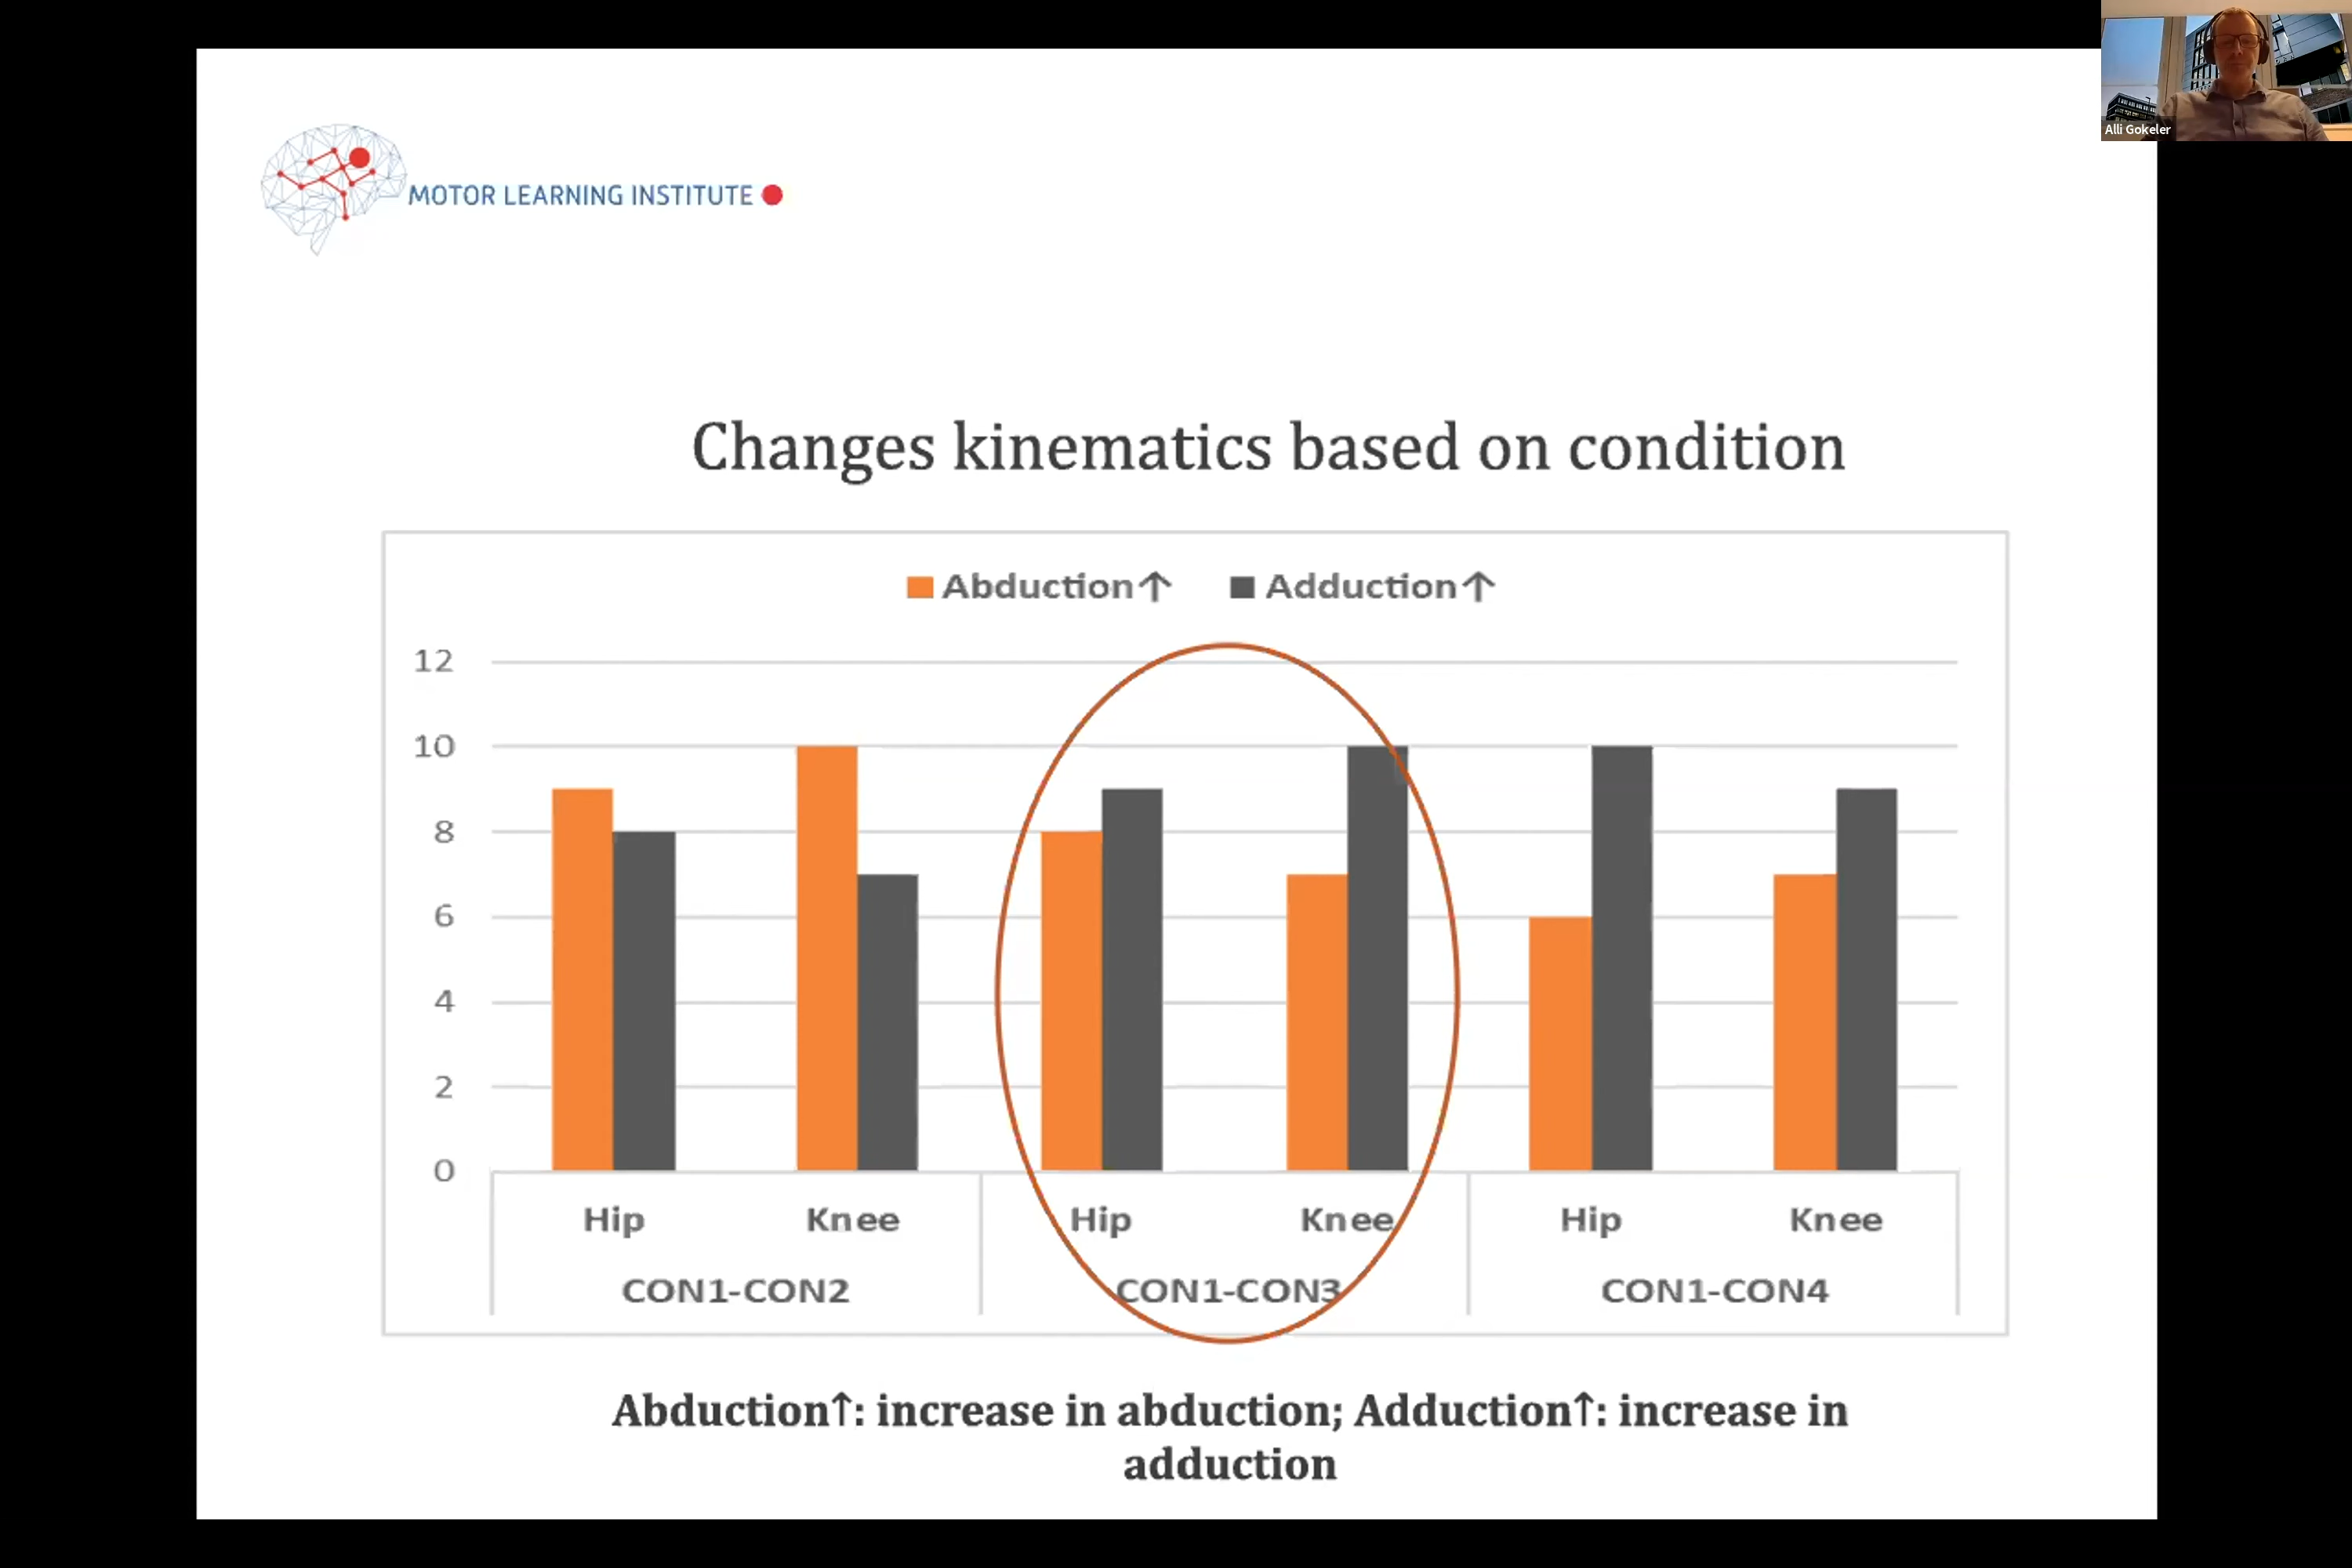 Alli Gokeler
MOTOR LEARNING INSTITUTE
Changes kinematics based on condition
Abduction↑ Adduction↑
12
10
8
6
4
2
0
Hip Knee Hip Knee Hip Knee
CON1-CON2 CON1-CON3 CON1-CON4
Abduction↑: increase in abduction; Adduction↑: increase in
adduction